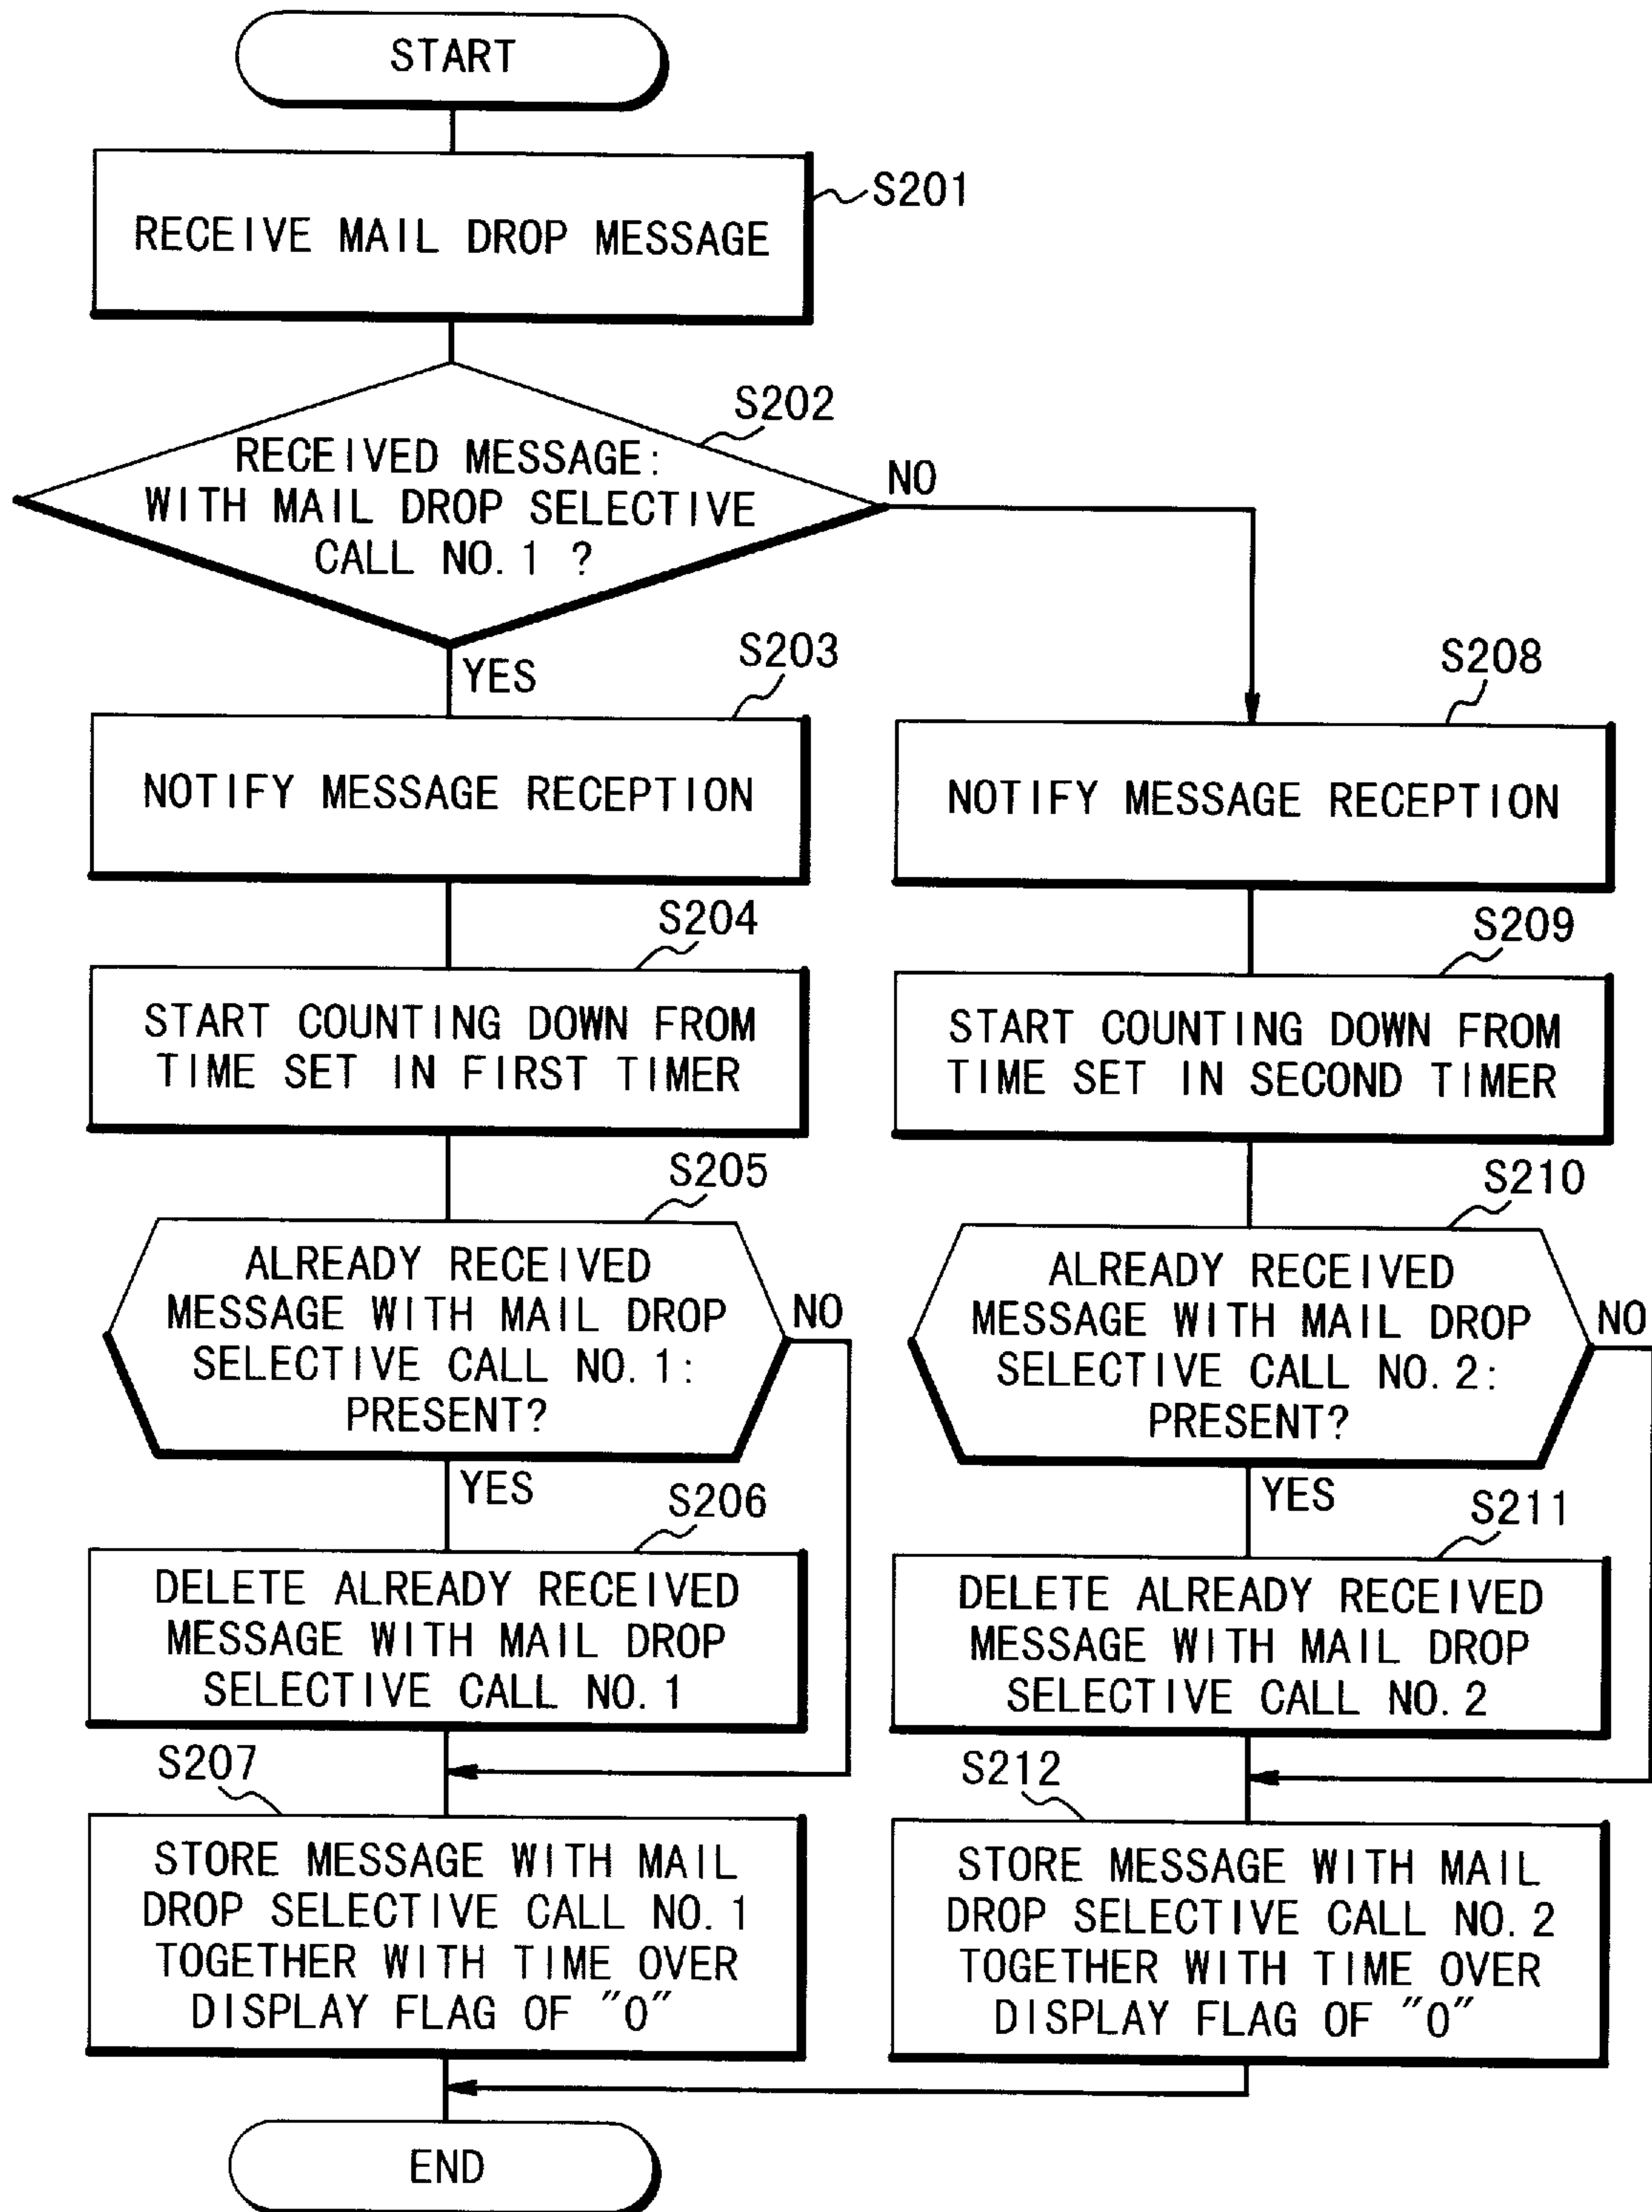 START
S201
RECEIVE MAIL DROP MESSAGE
S202
RECEIVED MESSAGE:
WITH MAIL DROP SELECTIVE
CALL NO. 1 ?
NO
YES
S203
NOTIFY MESSAGE RECEPTION
S204
START COUNTING DOWN FROM
TIME SET IN FIRST TIMER
S205
ALREADY RECEIVED
MESSAGE WITH MAIL DROP
SELECTIVE CALL NO. 1:
PRESENT?
NO
YES
S206
DELETE ALREADY RECEIVED
MESSAGE WITH MAIL DROP
SELECTIVE CALL NO. 1
S207
STORE MESSAGE WITH MAIL
DROP SELECTIVE CALL NO. 1
TOGETHER WITH TIME OVER
DISPLAY FLAG OF "0"
S208
NOTIFY MESSAGE RECEPTION
S209
START COUNTING DOWN FROM
TIME SET IN SECOND TIMER
S210
ALREADY RECEIVED
MESSAGE WITH MAIL DROP
SELECTIVE CALL NO. 2:
PRESENT?
NO
YES
S211
DELETE ALREADY RECEIVED
MESSAGE WITH MAIL DROP
SELECTIVE CALL NO. 2
S212
STORE MESSAGE WITH MAIL
DROP SELECTIVE CALL NO. 2
TOGETHER WITH TIME OVER
DISPLAY FLAG OF "0"
END